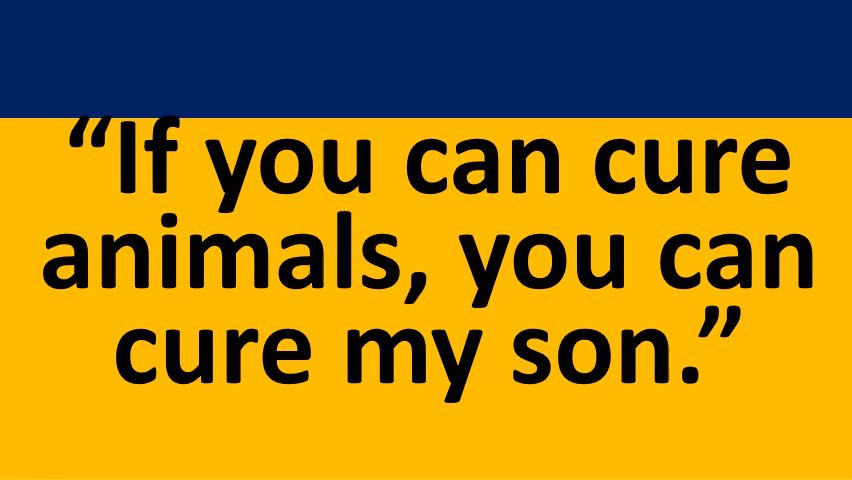 “If you can cure
animals, you can
cure my son.”